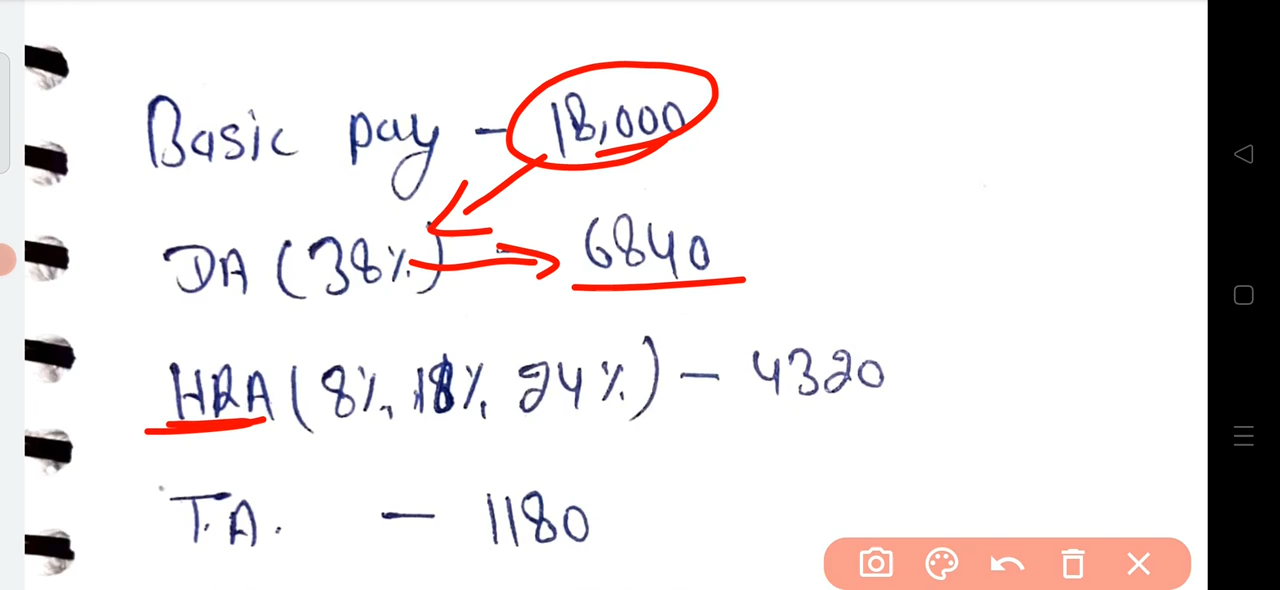 Basic pay - 18,000
DA (38%) - 6840
HRA (8%, 18%, 24%) - 4320
T.A. - 1180